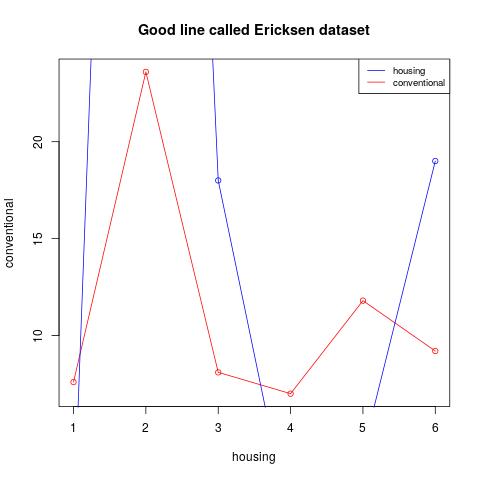 Good line called Ericksen dataset
housing
conventional
20
15
10
conventional
1 2 3 4 5 6
housing